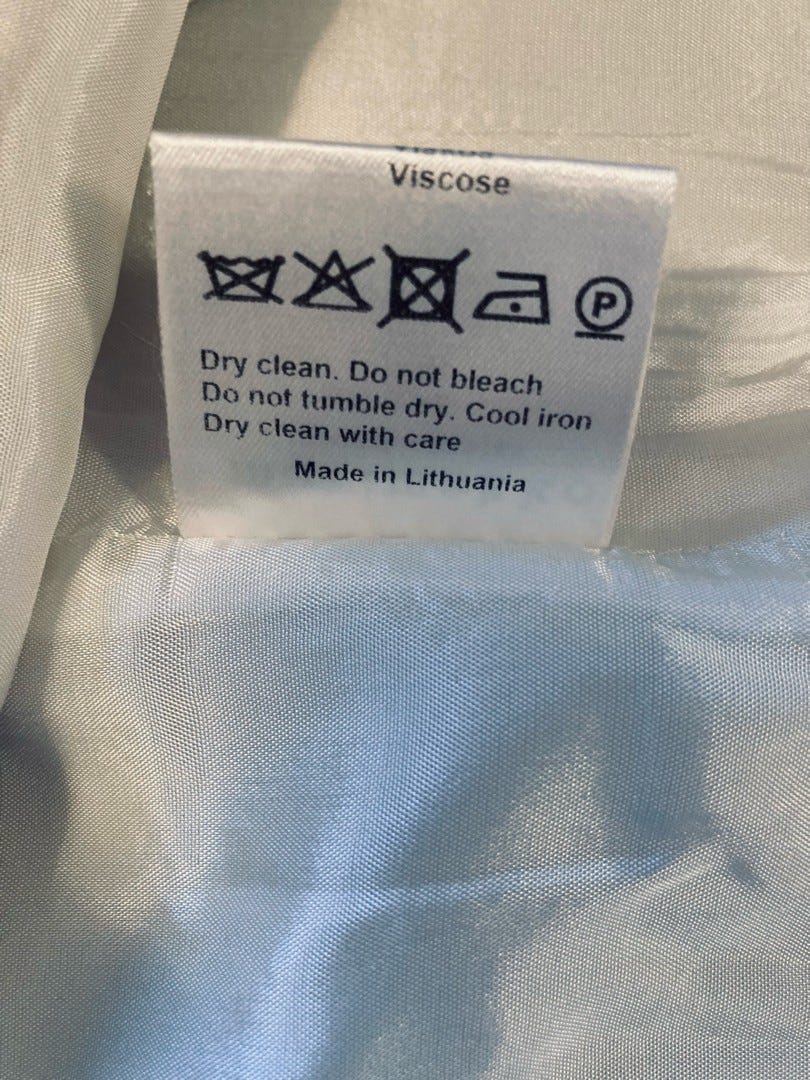 Viscose
P
Dry clean. Do not bleach
Do not tumble dry. Cool iron
Dry clean with care
Made in Lithuania